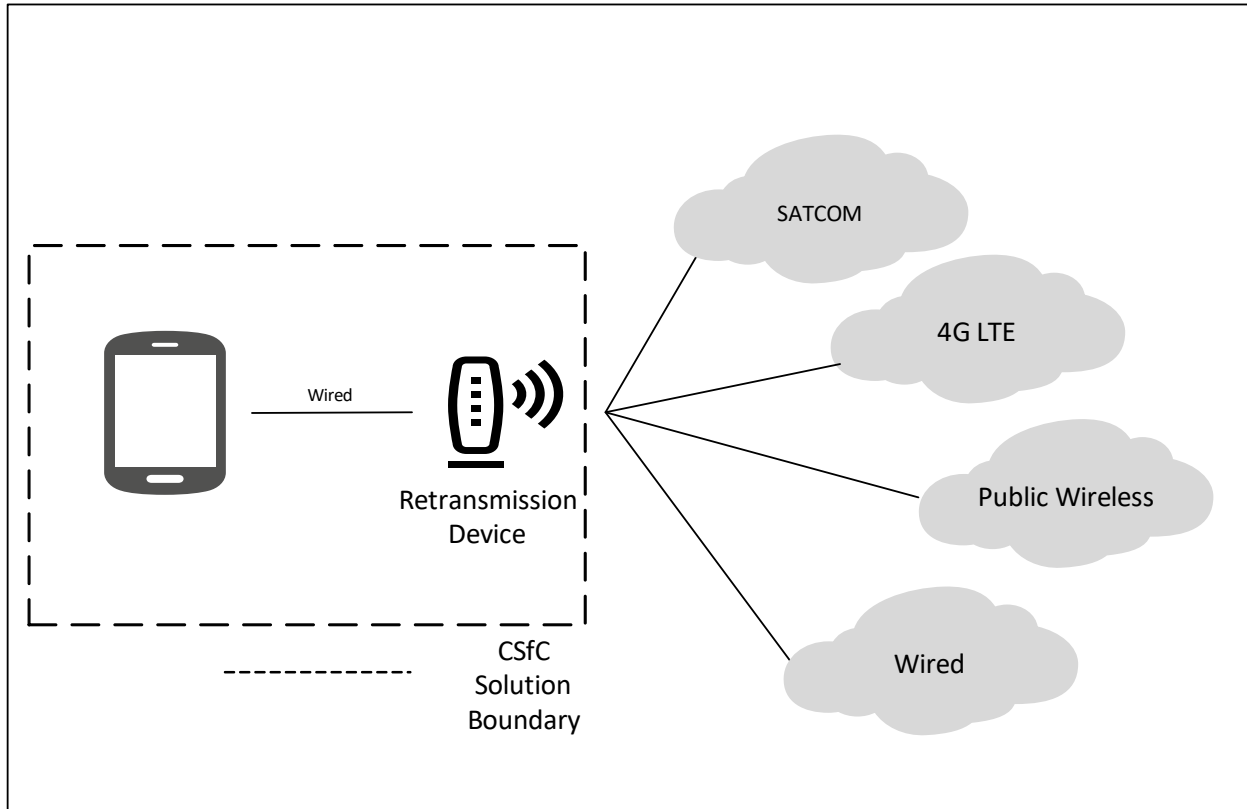 SATCOM
4G LTE
Wired
Retransmission
Device
Public Wireless
Wired
CSfC
Solution
Boundary